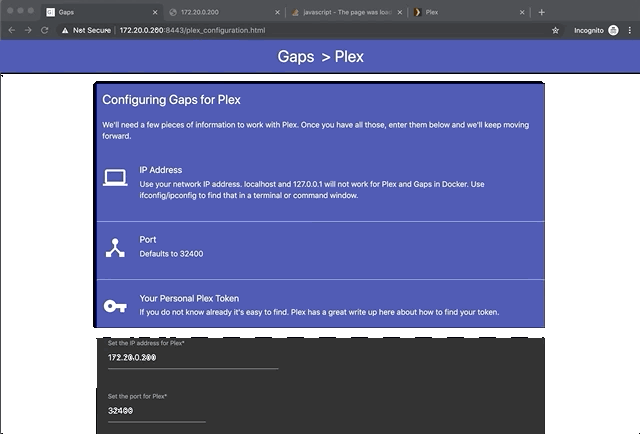 Gaps
172.20.0.200
javascript - The page was loa
Plex
Not Secure | 172.20.0.200:8443/plex_configuration.html
Incognito
Gaps > Plex
Configuring Gaps for Plex
We'll need a few pieces of information to work with Plex. Once you have all those, enter them below and we'll keep moving
forward.
IP Address
Use your network IP address. localhost and 127.0.0.1 will not work for Plex and Gaps in Docker. Use
ifconfig/ipconfig to find that in a terminal or command window.
Port
Defaults to 32400
Your Personal Plex Token
If you do not know already it's easy to find. Plex has a great write up here about how to find your token.
Set the IP address for Plex*
172.20.0.200
Set the port for Plex*
32400